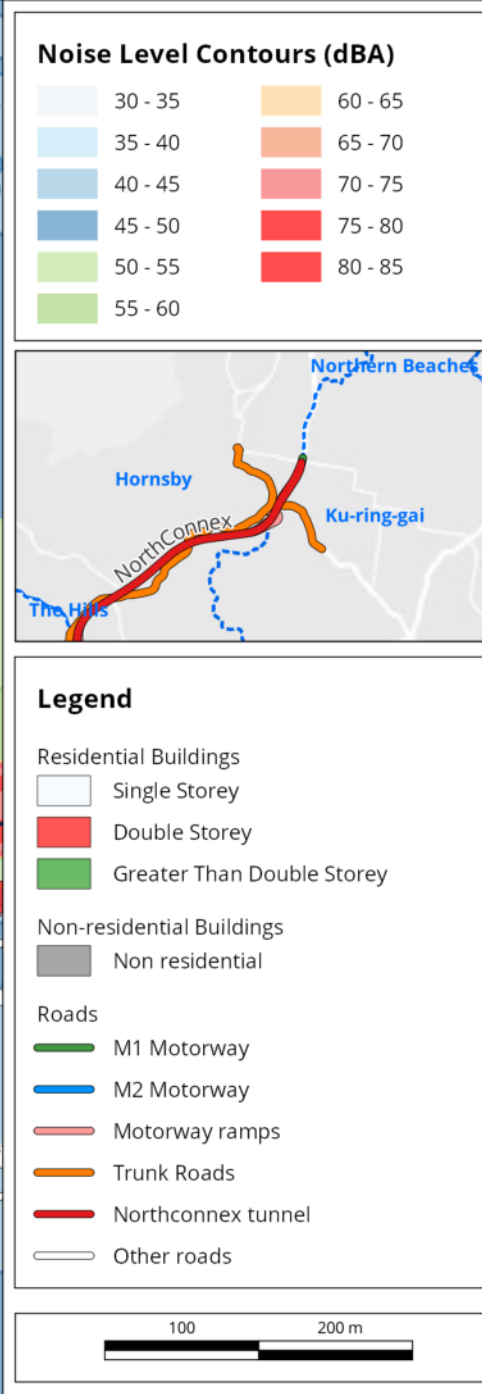 Noise Level Contours (dBA)
30 - 35
35 - 40
40 - 45
45 - 50
50 - 55
55 - 60
60 - 65
65 - 70
70 - 75
75 - 80
80 - 85
Northern Beaches
Hornsby
Ku-ring-gai
NorthConnex
The Hills
Legend
Residential Buildings
Single Storey
Double Storey
Greater Than Double Storey
Non-residential Buildings
Non residential
Roads
M1 Motorway
M2 Motorway
Motorway ramps
Trunk Roads
Northconnex tunnel
Other roads
100 200 m